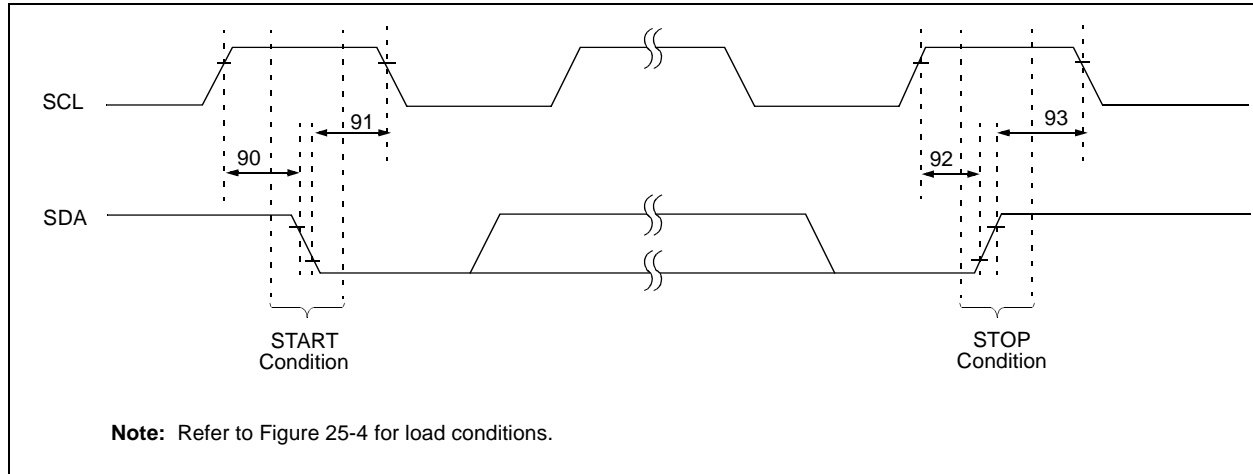 SCL
91
93
90
92
SDA
START
Condition
STOP
Condition
Note: Refer to Figure 25-4 for load conditions.